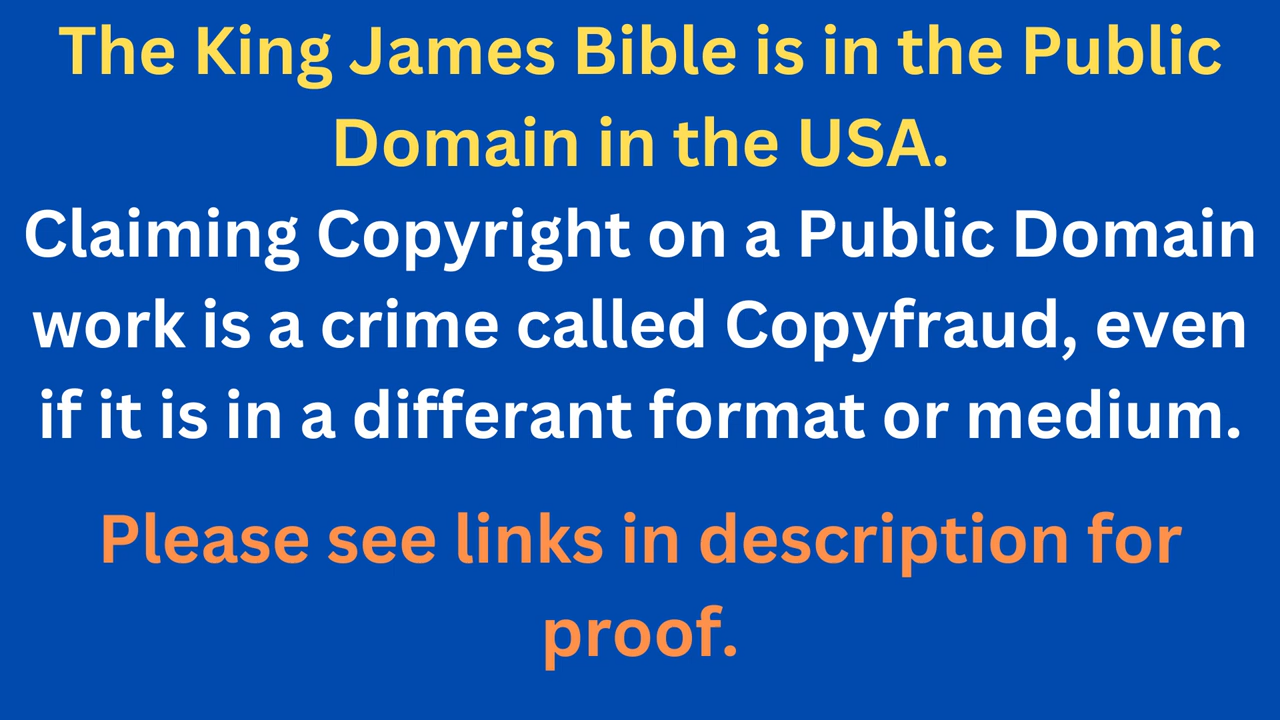 The King James Bible is in the Public
Domain in the USA.
Claiming Copyright on a Public Domain
work is a crime called Copyfraud, even
if it is in a differant format or medium.
Please see links in description for
proof.